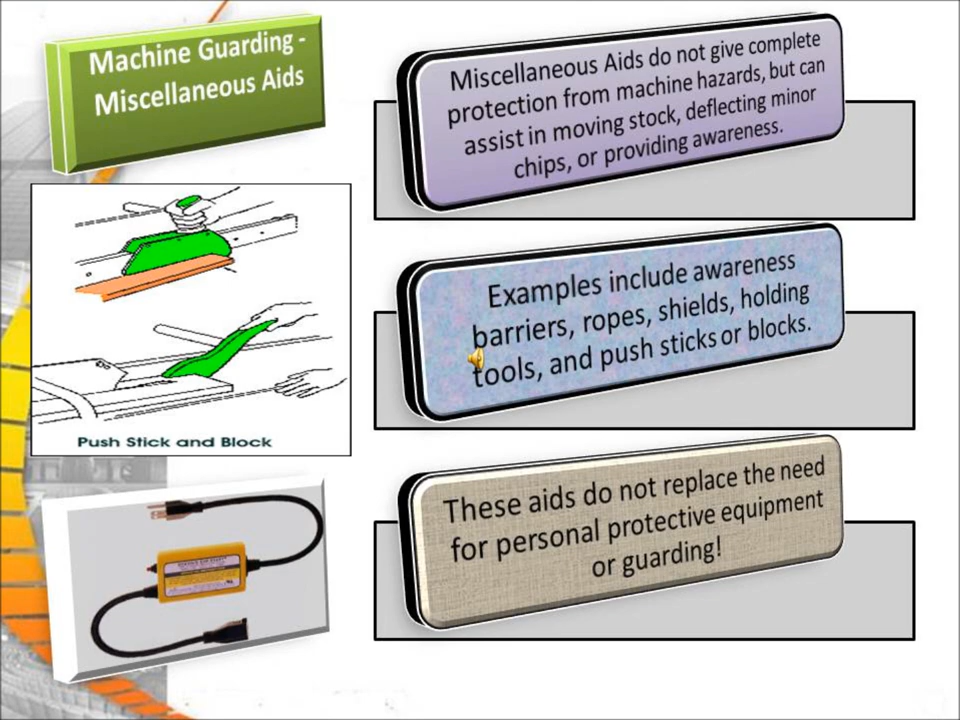 Machine Guarding -
Miscellaneous Aids
Miscellaneous Aids do not give complete
protection from machine hazards, but can
assist in moving stock, deflecting minor
chips, or providing awareness.
Examples include awareness
barriers, ropes, shields, holding
tools, and push sticks or blocks.
Push Stick and Block
These aids do not replace the need
for personal protective equipment
or guarding!